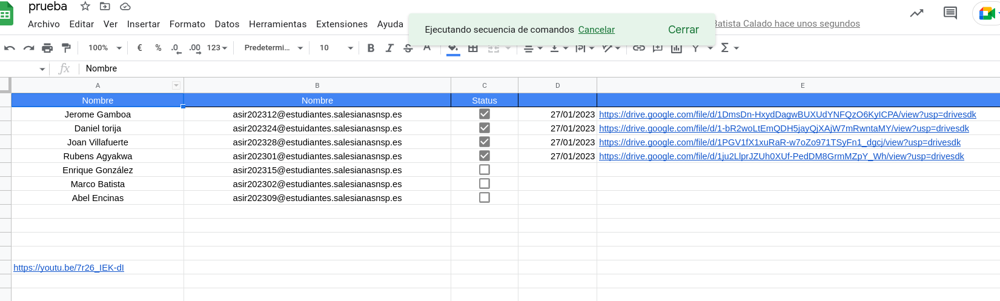 prueba
Archivo Editar Ver Insertar Formato Datos Herramientas Extensiones Ayuda
Ejecutando secuencia de comandos Cancelar Cerrar
Batista Calado hace unos segundos
100% € % .0 .00 123 Predetermi... 10 B I S A Σ
fx Nombre
A B C D E
Nombre Nombre Status
Jerome Gamboa asir202312@estudiantes.salesianasnsp.es 27/01/2023 https://drive.google.com/file/d/1DmsDn-HxydDagwBUXUdYNFQzO6KyICPA/view?usp=drivesdk
Daniel torija asir202324@estuidantes.salesianasnsp.es 27/01/2023 https://drive.google.com/file/d/1-bR2woLtEmQDH5jayQjXAjW7mRwntaMY/view?usp=drivesdk
Joan Villafuerte asir202328@estudiantes.salesianasnsp.es 27/01/2023 https://drive.google.com/file/d/1PGV1fX1xuRaR-w7oZo971TSyFn1_dgcj/view?usp=drivesdk
Rubens Agyakwa asir202301@estudiantes.salesianasnsp.es 27/01/2023 https://drive.google.com/file/d/1ju2LlprJZUh0XUf-PedDM8GrmMZpY_Wh/view?usp=drivesdk
Enrique González asir202315@estudiantes.salesianasnsp.es
Marco Batista asir202302@estudiantes.salesianasnsp.es
Abel Encinas asir202309@estudiantes.salesianasnsp.es
https://youtu.be/7r26_IEK-dI